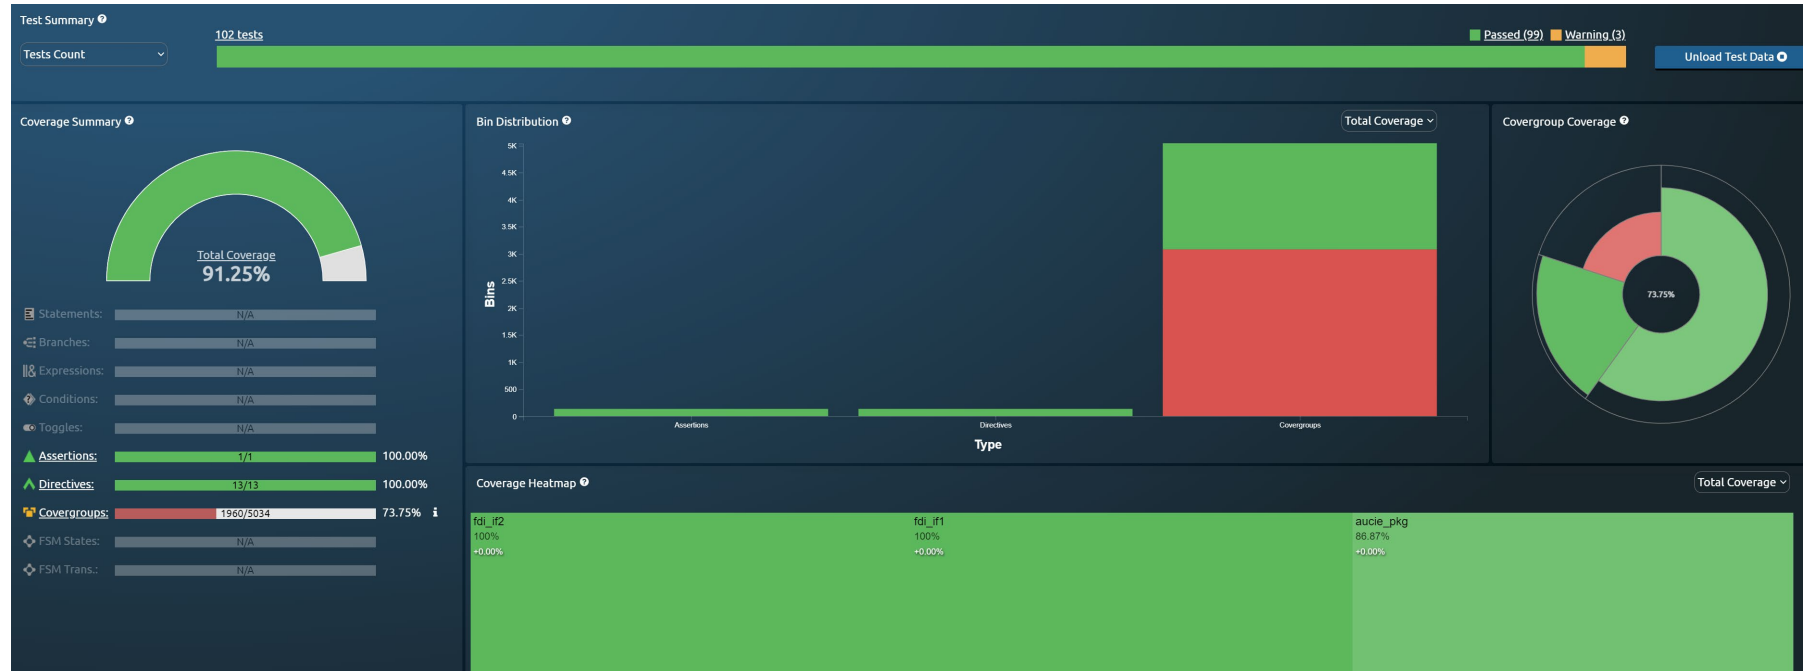 Test Summary
Tests Count
102 tests
Passed (99) Warning (3)
Unload Test Data
Coverage Summary
Total Coverage
91.25%
Statements: N/A
Branches: N/A
Expressions: N/A
Conditions: N/A
Toggles: N/A
Assertions: 1/1 100.00%
Directives: 13/13 100.00%
Covergroups: 1960/5034 73.75% i
FSM States: N/A
FSM Trans.: N/A
Bin Distribution
Total Coverage
5K
4.5K
4K
3.5K
3K
2.5K
2K
1.5K
1K
500
0
Bins
Assertions Directives Covergroups
Type
Covergroup Coverage
73.75%
Coverage Heatmap
Total Coverage
fdi_if2
100%
+0.00%
fdi_if1
100%
+0.00%
aucie_pkg
86.87%
+0.00%